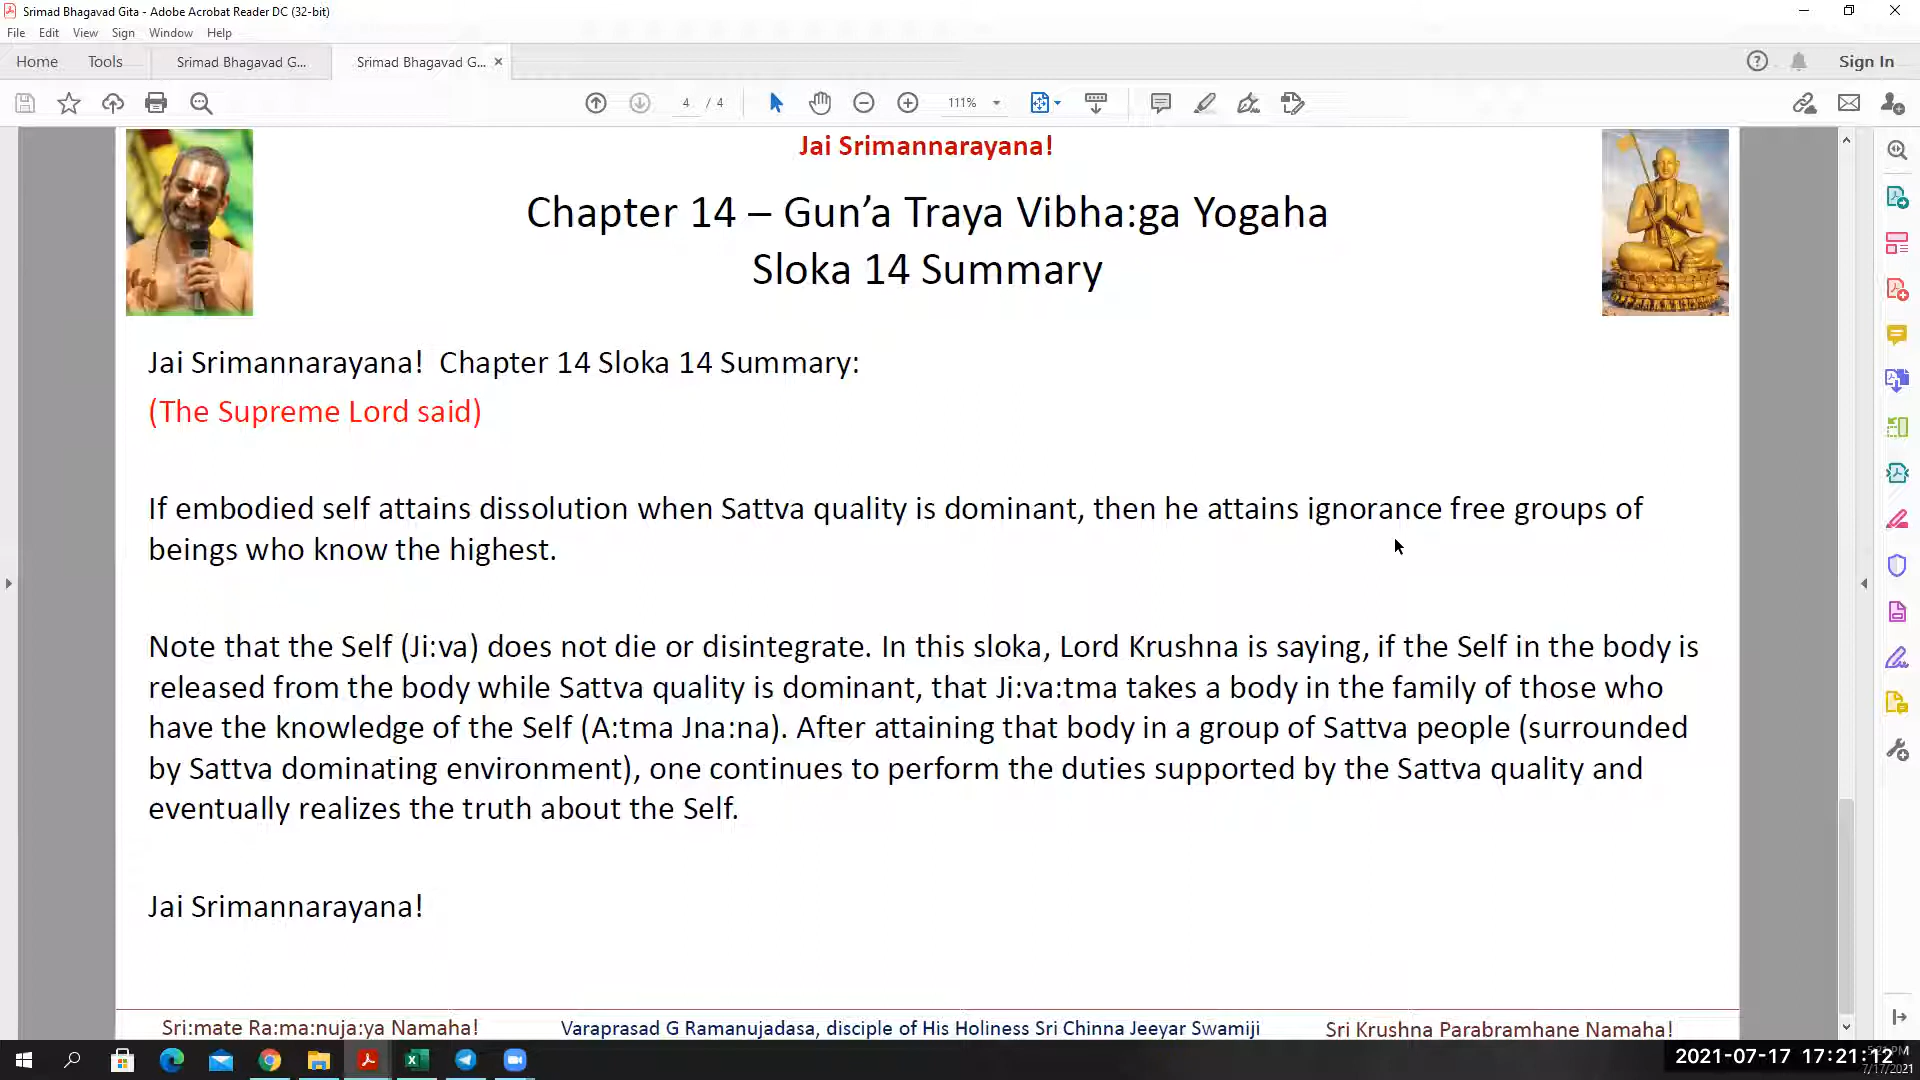 Srimad Bhagavad Gita - Adobe Acrobat Reader DC (32-bit)
File Edit View Sign Window Help
Home Tools Srimad Bhagavad G... Srimad Bhagavad G... Sign In
4 / 4 111%
Jai Srimannarayana!
Chapter 14 – Gun’a Traya Vibha:ga Yogaha
Sloka 14 Summary
Jai Srimannarayana! Chapter 14 Sloka 14 Summary:
(The Supreme Lord said)
If embodied self attains dissolution when Sattva quality is dominant, then he attains ignorance free groups of
beings who know the highest.
Note that the Self (Ji:va) does not die or disintegrate. In this sloka, Lord Krushna is saying, if the Self in the body is
released from the body while Sattva quality is dominant, that Ji:va:tma takes a body in the family of those who
have the knowledge of the Self (A:tma Jna:na). After attaining that body in a group of Sattva people (surrounded
by Sattva dominating environment), one continues to perform the duties supported by the Sattva quality and
eventually realizes the truth about the Self.
Jai Srimannarayana!
Sri:mate Ra:ma:nuja:ya Namaha! Varaprasad G Ramanujadasa, disciple of His Holiness Sri Chinna Jeeyar Swamiji Sri Krushna Parabramhane Namaha!
2021-07-17 17:21:12
7/17/2021